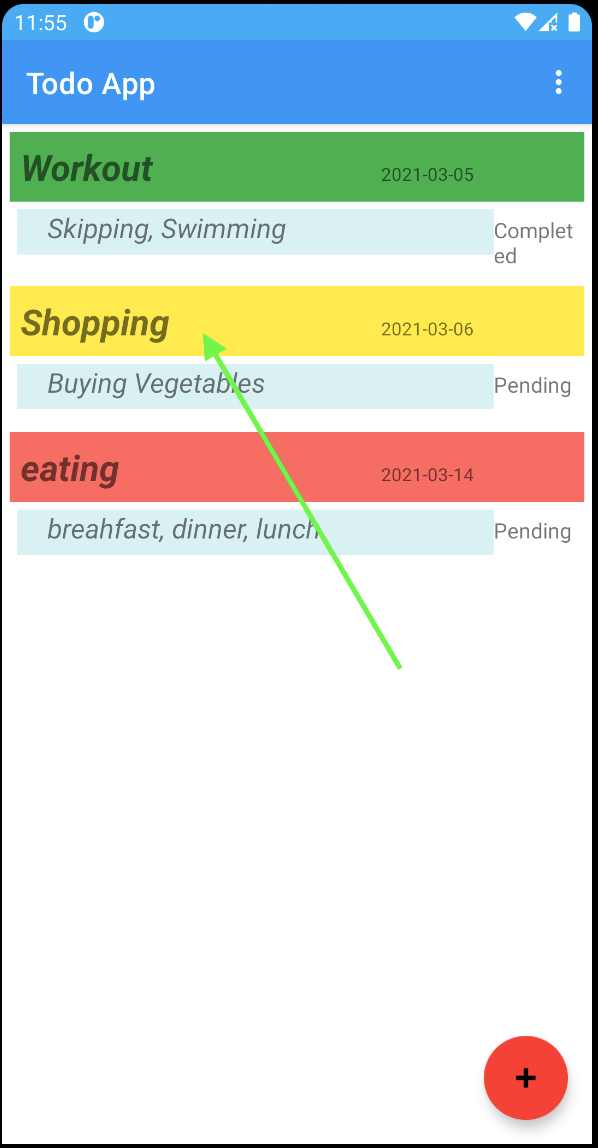 11:55
Todo App
Workout 2021-03-05
Skipping, Swimming Complet
ed
Shopping 2021-03-06
Buying Vegetables Pending
eating 2021-03-14
breahfast, dinner, lunch Pending
+